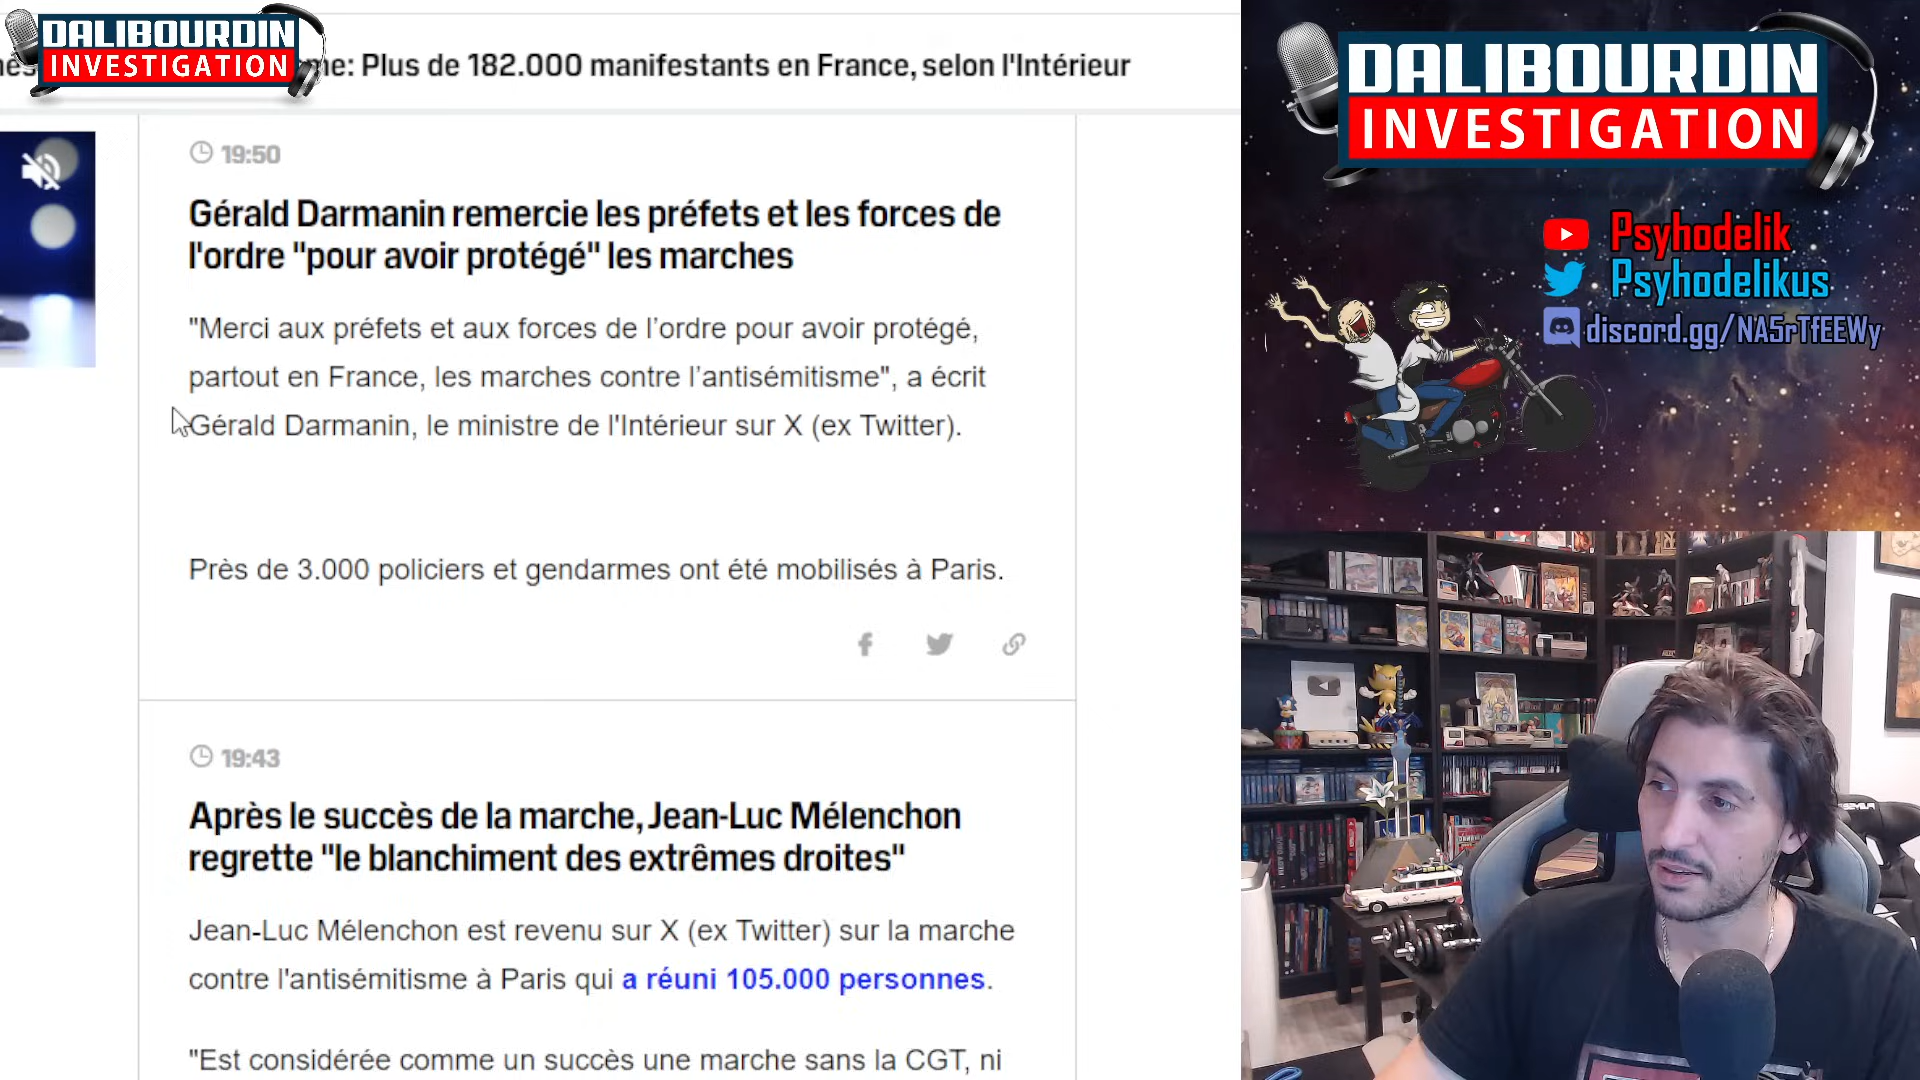 DALIBOURDIN
INVESTIGATION
me: Plus de 182.000 manifestants en France, selon l'Intérieur
19:50
Gérald Darmanin remercie les préfets et les forces de
l'ordre "pour avoir protégé" les marches
"Merci aux préfets et aux forces de l’ordre pour avoir protégé,
partout en France, les marches contre l’antisémitisme", a écrit
Gérald Darmanin, le ministre de l'Intérieur sur X (ex Twitter).
Près de 3.000 policiers et gendarmes ont été mobilisés à Paris.
19:43
Après le succès de la marche, Jean-Luc Mélenchon
regrette "le blanchiment des extrêmes droites"
Jean-Luc Mélenchon est revenu sur X (ex Twitter) sur la marche
contre l'antisémitisme à Paris qui a réuni 105.000 personnes.
"Est considérée comme un succès une marche sans la CGT, ni
DALIBOURDIN
INVESTIGATION
Psyhodelik
Psyhodelikus
discord.gg/NA5rTfEEWy